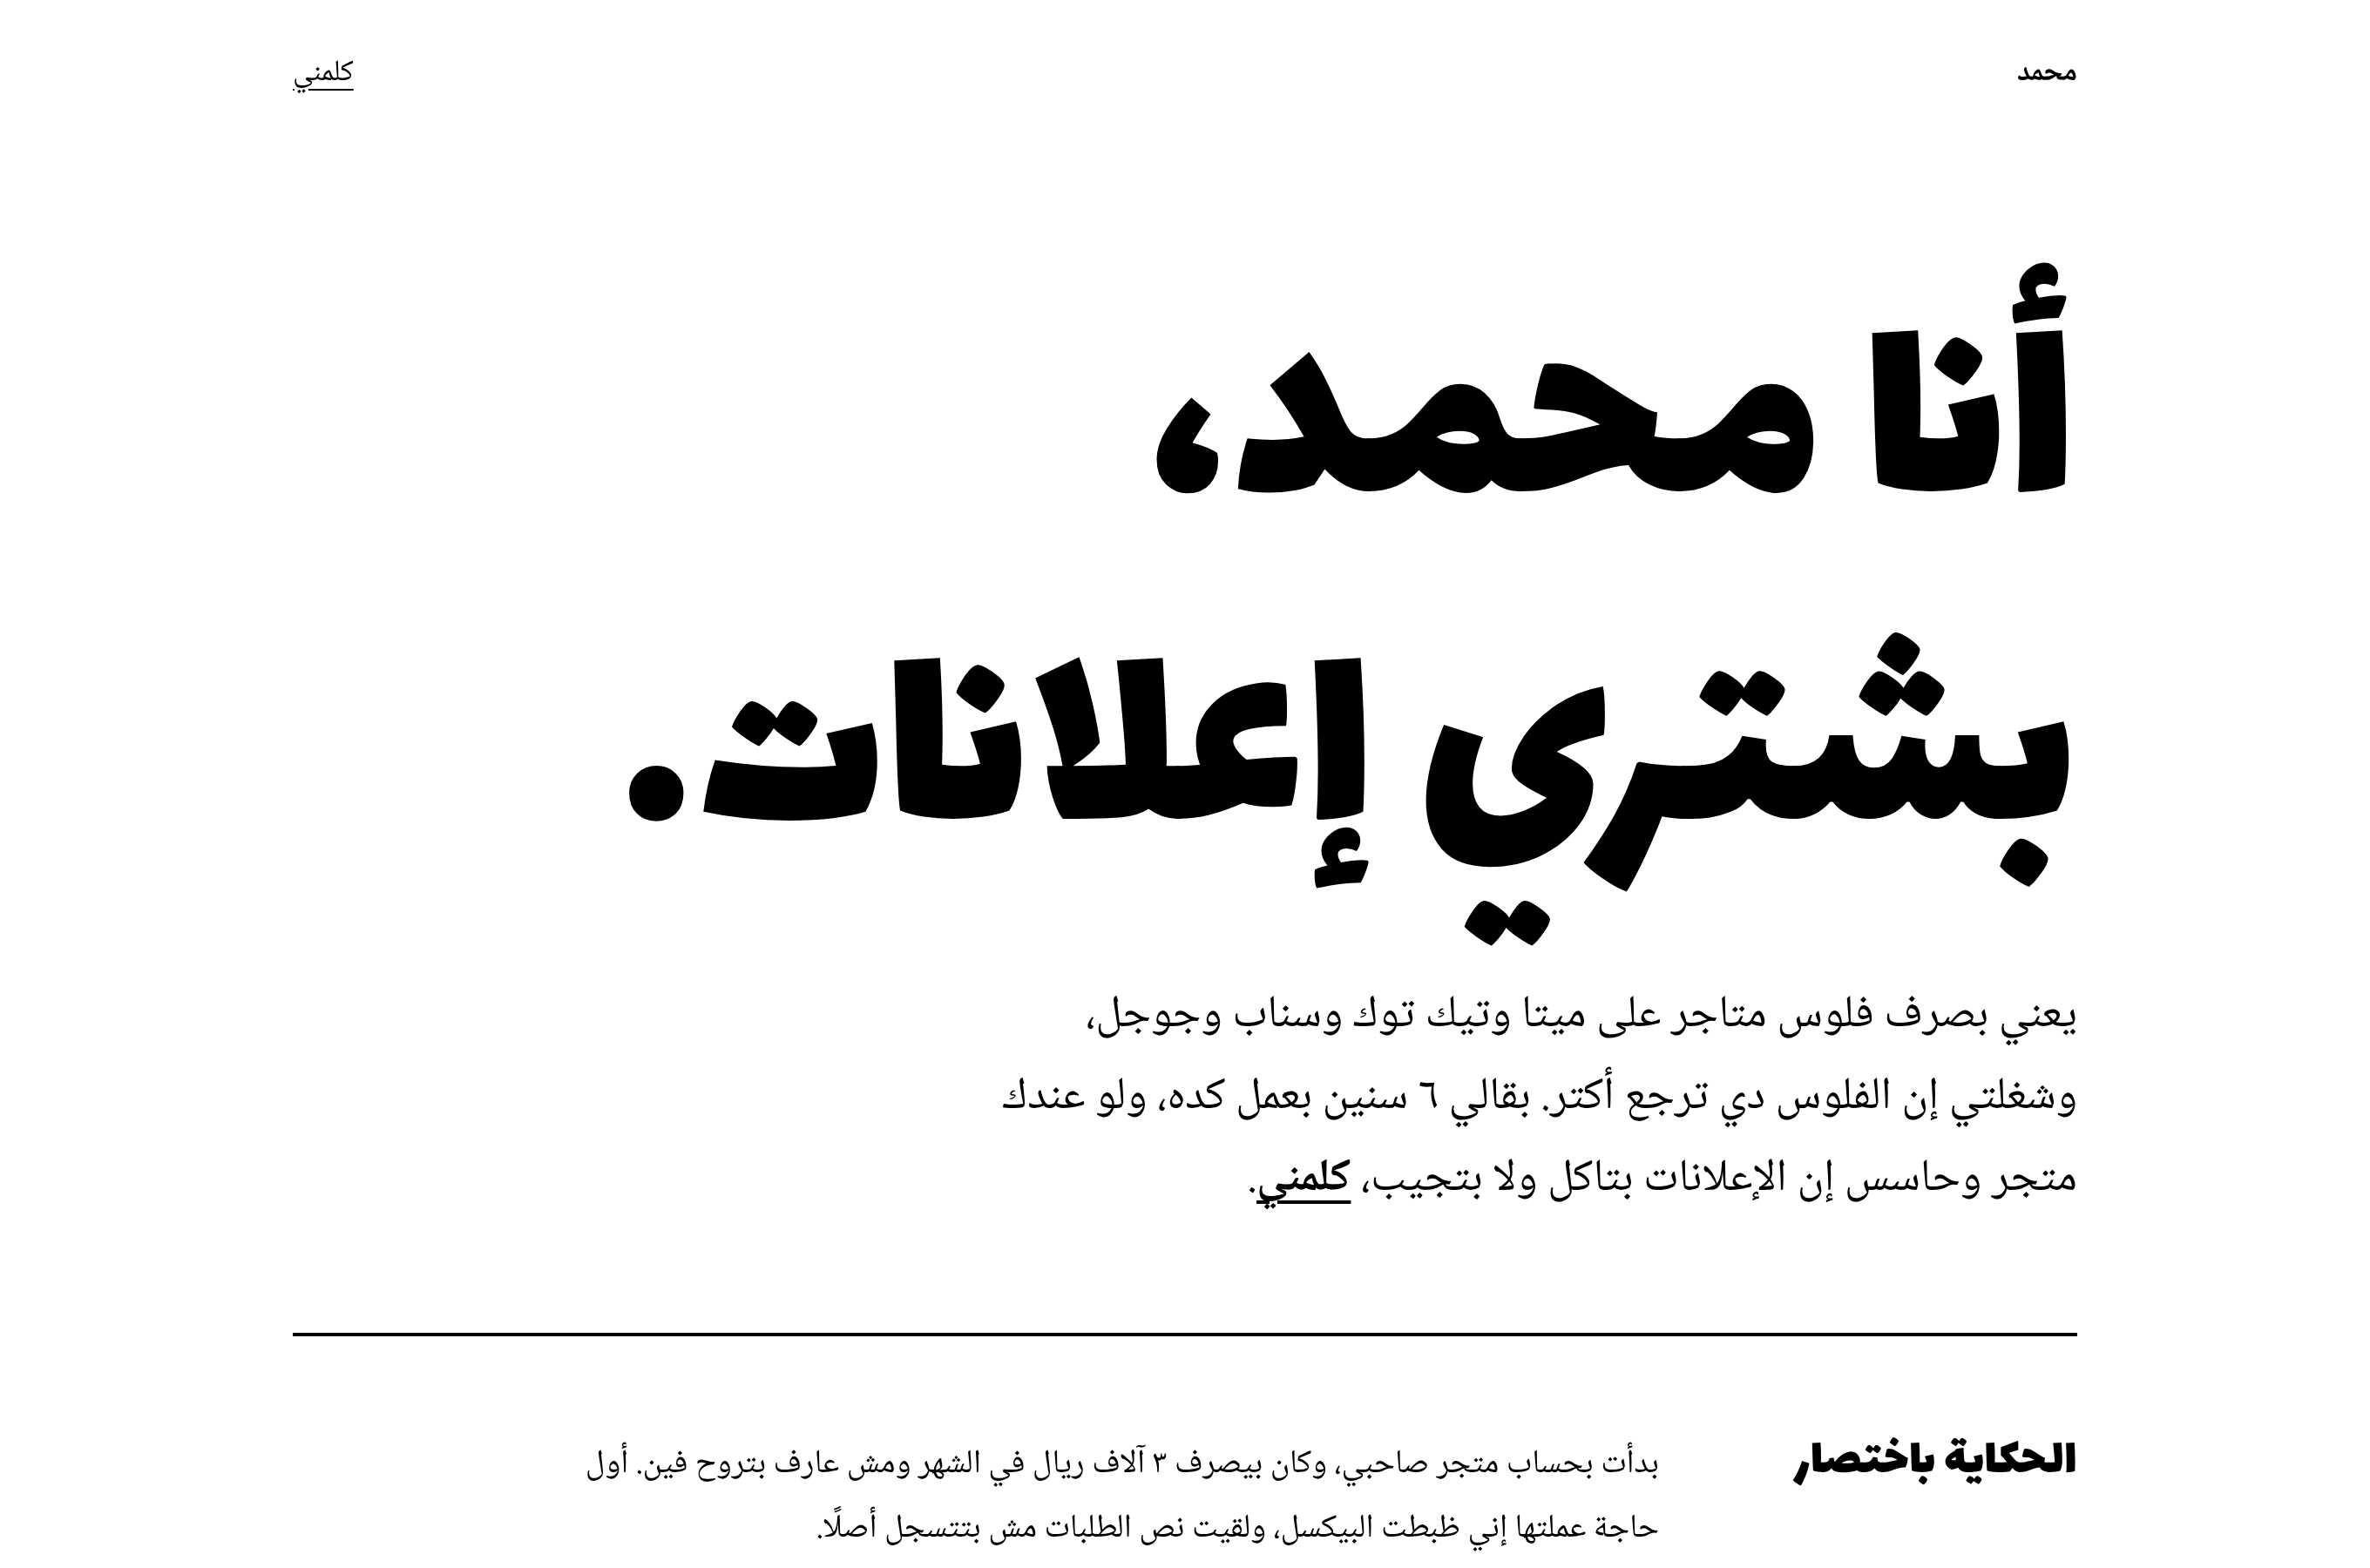 محمد
كلمني
أنا محمد،
بشتري إعلانات.
يعني بصرف فلوس متاجر على ميتا وتيك توك وسناب وجوجل،
وشغلتي إن الفلوس دي ترجع أكتر. بقالي ٦ سنين بعمل كده، ولو عندك
متجر وحاسس إن الإعلانات بتاكل ولا بتجيب، كلمني.
الحكاية باختصار
بدأت بحساب متجر صاحبي، وكان بيصرف ٣ آلاف ريال في الشهر ومش عارف بتروح فين. أول
حاجة عملتها إني ظبطت البيكسل، ولقيت نص الطلبات مش بتتسجل أصلًا.